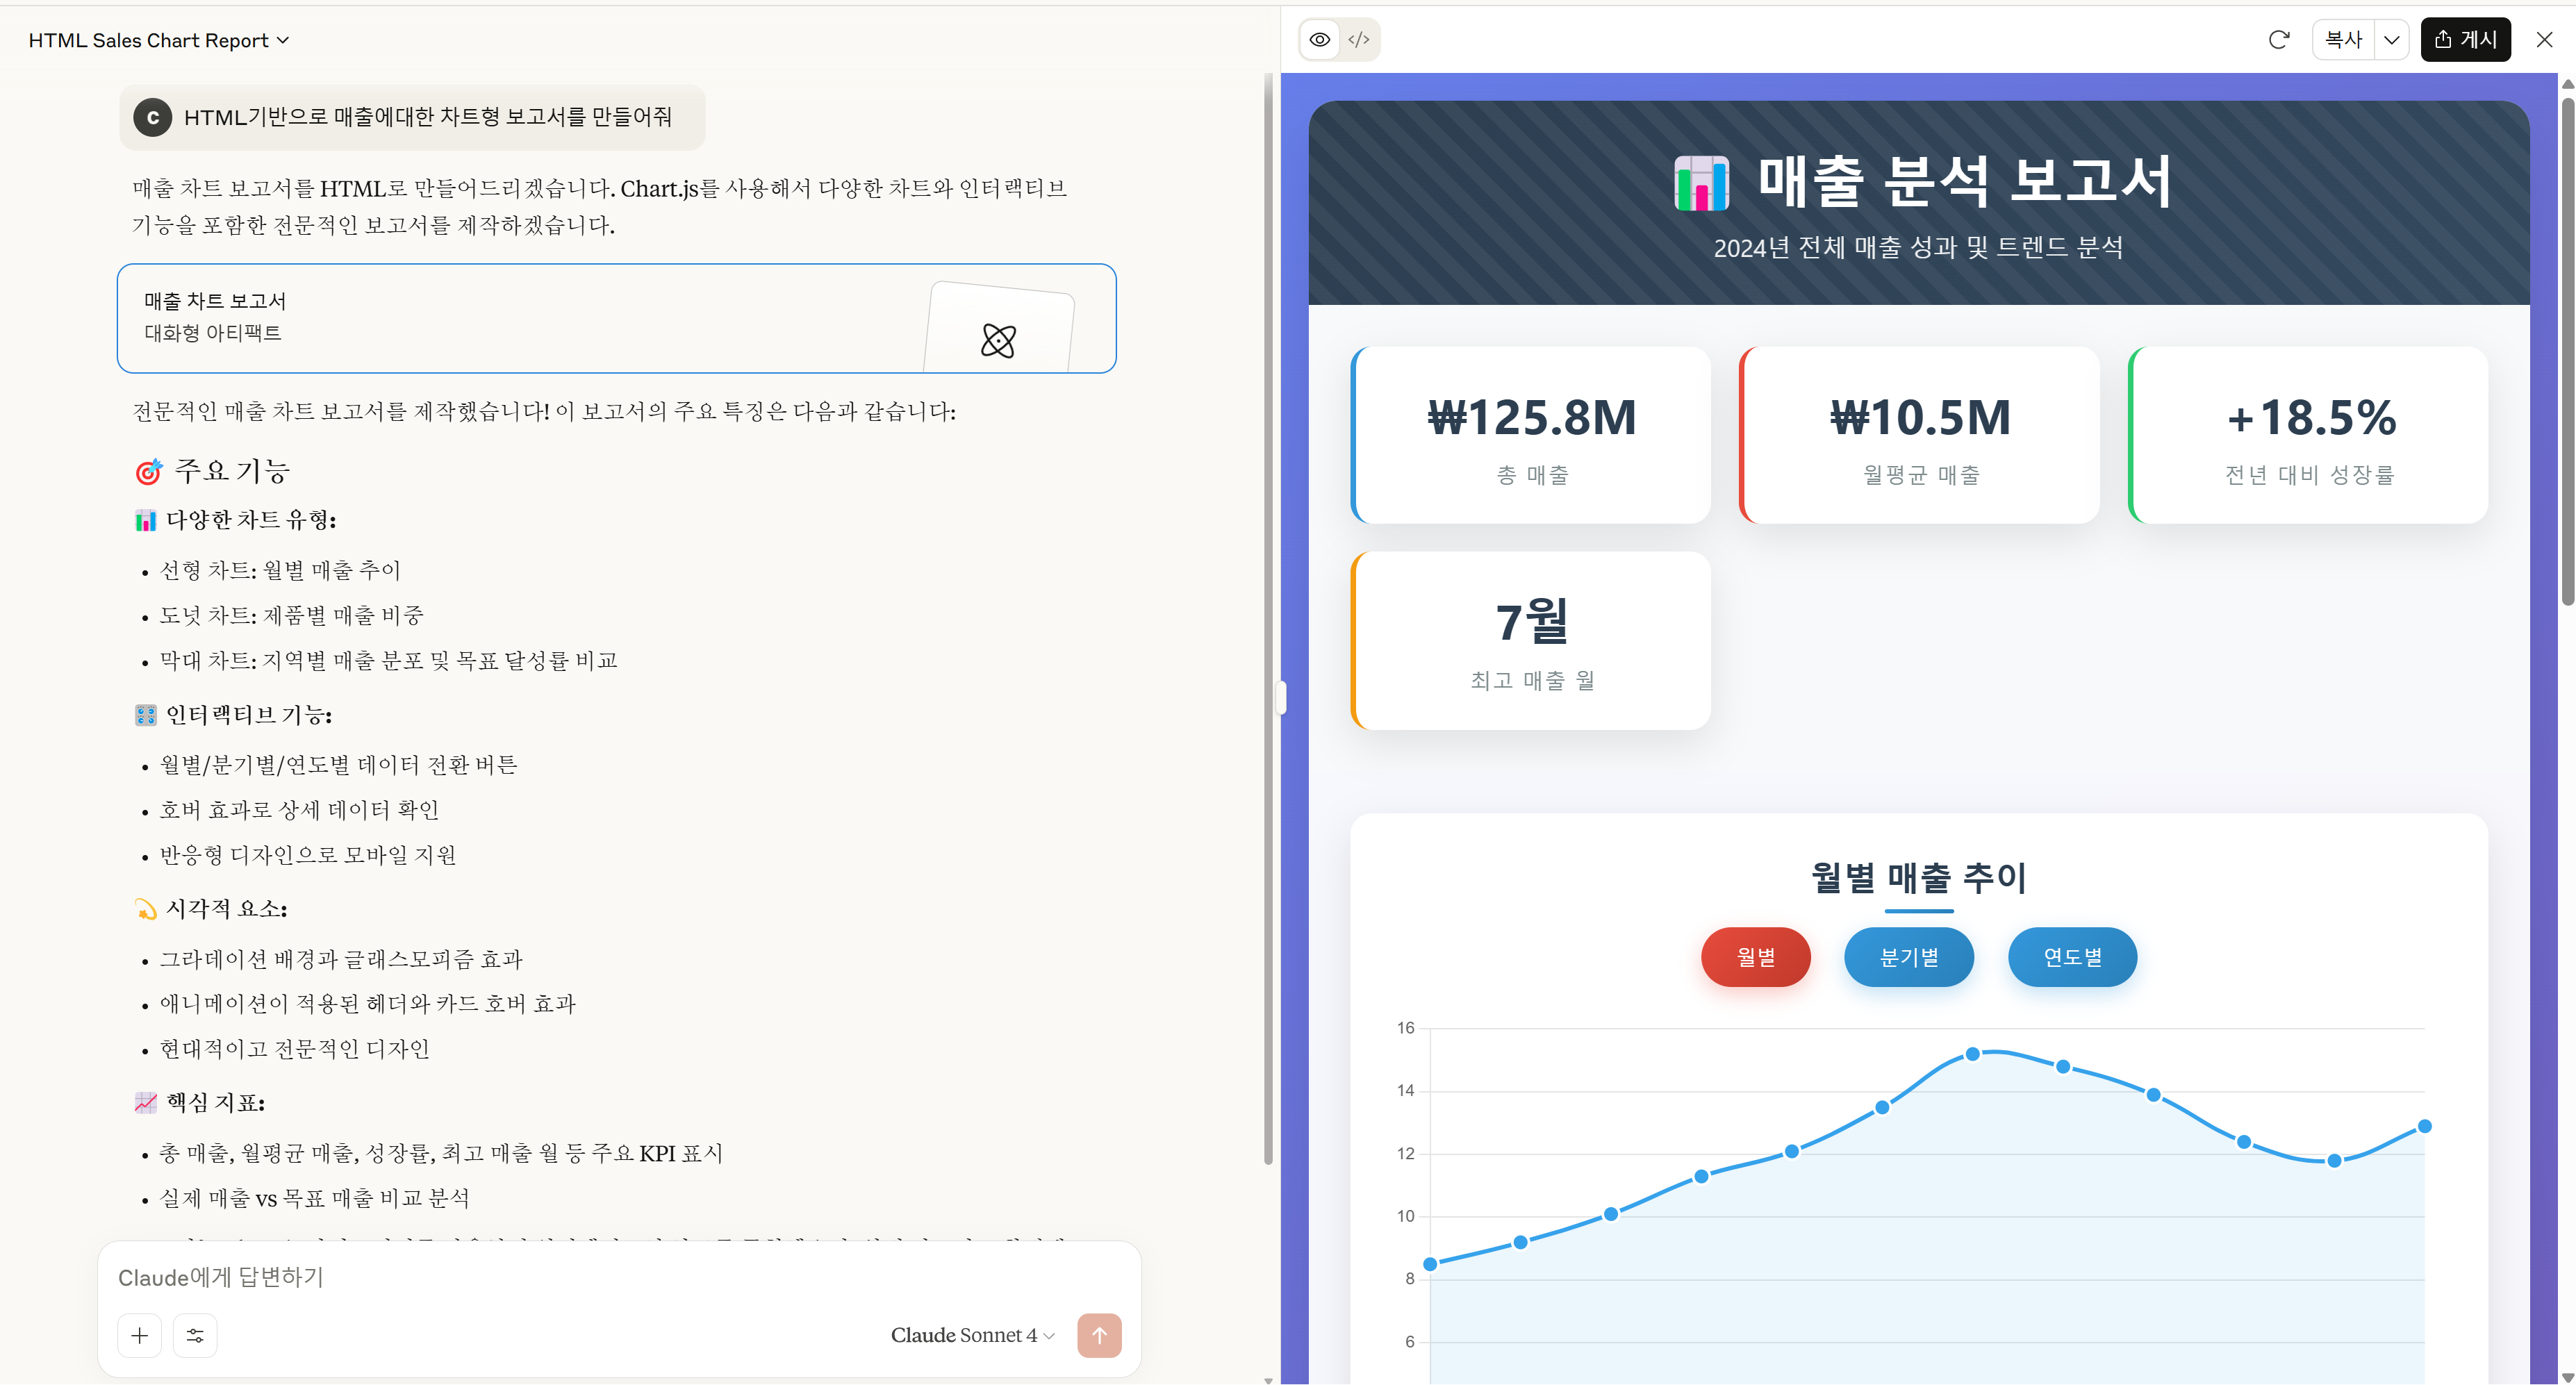 HTML Sales Chart Report
C
HTML기반으로 매출에대한 차트형 보고서를 만들어줘
매출 차트 보고서를 HTML로 만들어드리겠습니다. Chart.js를 사용해서 다양한 차트와 인터랙티브
기능을 포함한 전문적인 보고서를 제작하겠습니다.
매출 차트 보고서
대화형 아티팩트
전문적인 매출 차트 보고서를 제작했습니다! 이 보고서의 주요 특징은 다음과 같습니다:
🎯 주요 기능
📊 다양한 차트 유형:
• 선형 차트: 월별 매출 추이
• 도넛 차트: 제품별 매출 비중
• 막대 차트: 지역별 매출 분포 및 목표 달성률 비교
🎛️ 인터랙티브 기능:
• 월별/분기별/연도별 데이터 전환 버튼
• 호버 효과로 상세 데이터 확인
• 반응형 디자인으로 모바일 지원
💫 시각적 요소:
• 그라데이션 배경과 글래스모피즘 효과
• 애니메이션이 적용된 헤더와 카드 호버 효과
• 현대적이고 전문적인 디자인
📈 핵심 지표:
• 총 매출, 월평균 매출, 성장률, 최고 매출 월 등 주요 KPI 표시
• 실제 매출 vs 목표 매출 비교 분석
Claude에게 답변하기
Claude Sonnet 4
</>
복사
게시
📊 매출 분석 보고서
2024년 전체 매출 성과 및 트렌드 분석
₩125.8M
총 매출
₩10.5M
월평균 매출
+18.5%
전년 대비 성장률
7월
최고 매출 월
월별 매출 추이
월별 분기별 연도별
16
14
12
10
8
6